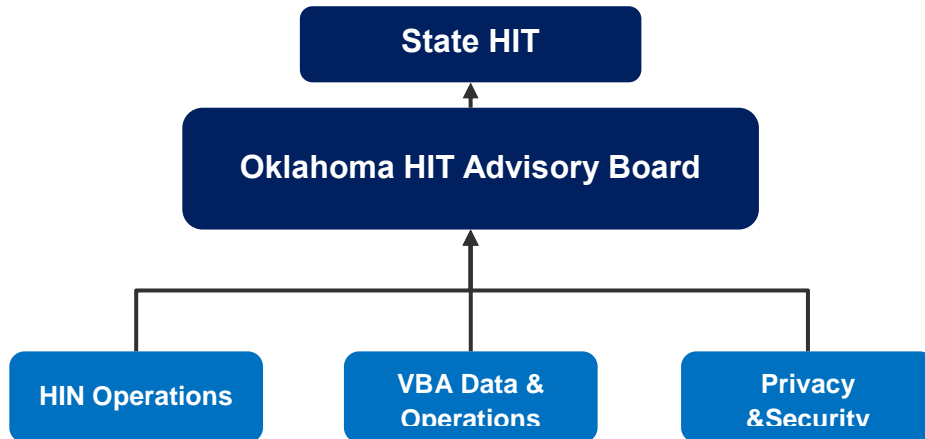 State HIT
Oklahoma HIT Advisory Board
HIN Operations
VBA Data &
Operations
Privacy
&Security